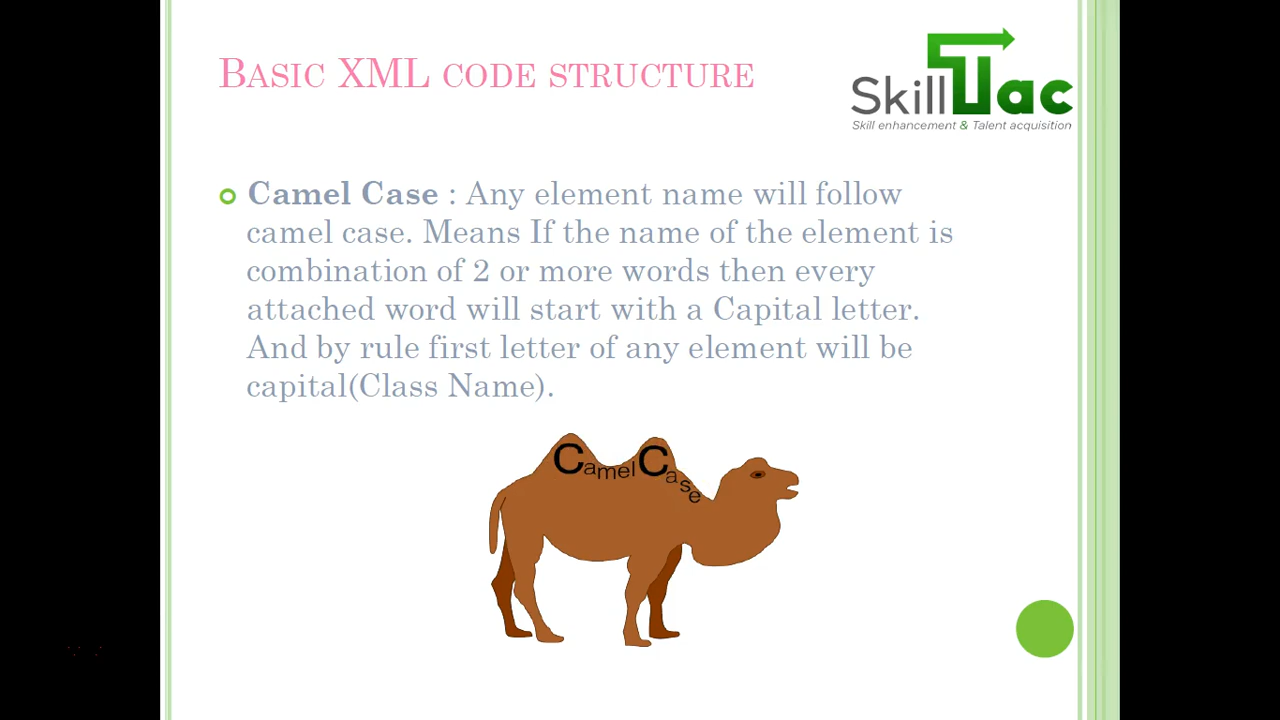 BASIC XML CODE STRUCTURE
SkillTac
Skill enhancement & Talent acquisition
Camel Case : Any element name will follow
camel case. Means If the name of the element is
combination of 2 or more words then every
attached word will start with a Capital letter.
And by rule first letter of any element will be
capital(Class Name).
CamelCase